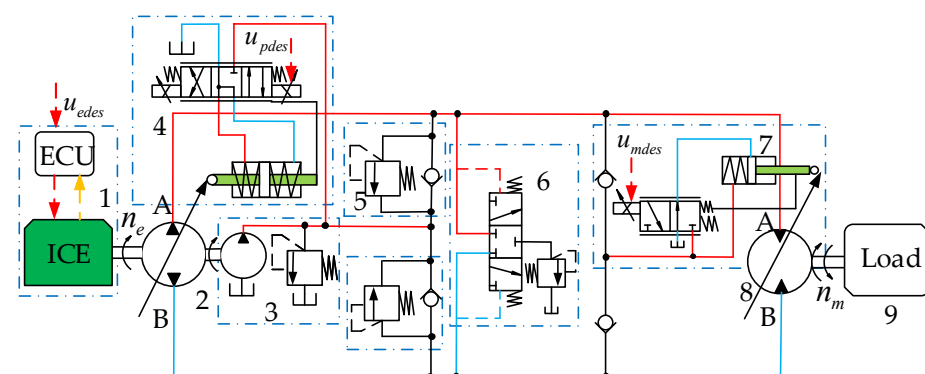 u_pdes
u_edes
4
u_mdes
7
ECU
5
6
1
n_e
A
A
ICE
Load
2
3
8
n_m
B
B
9